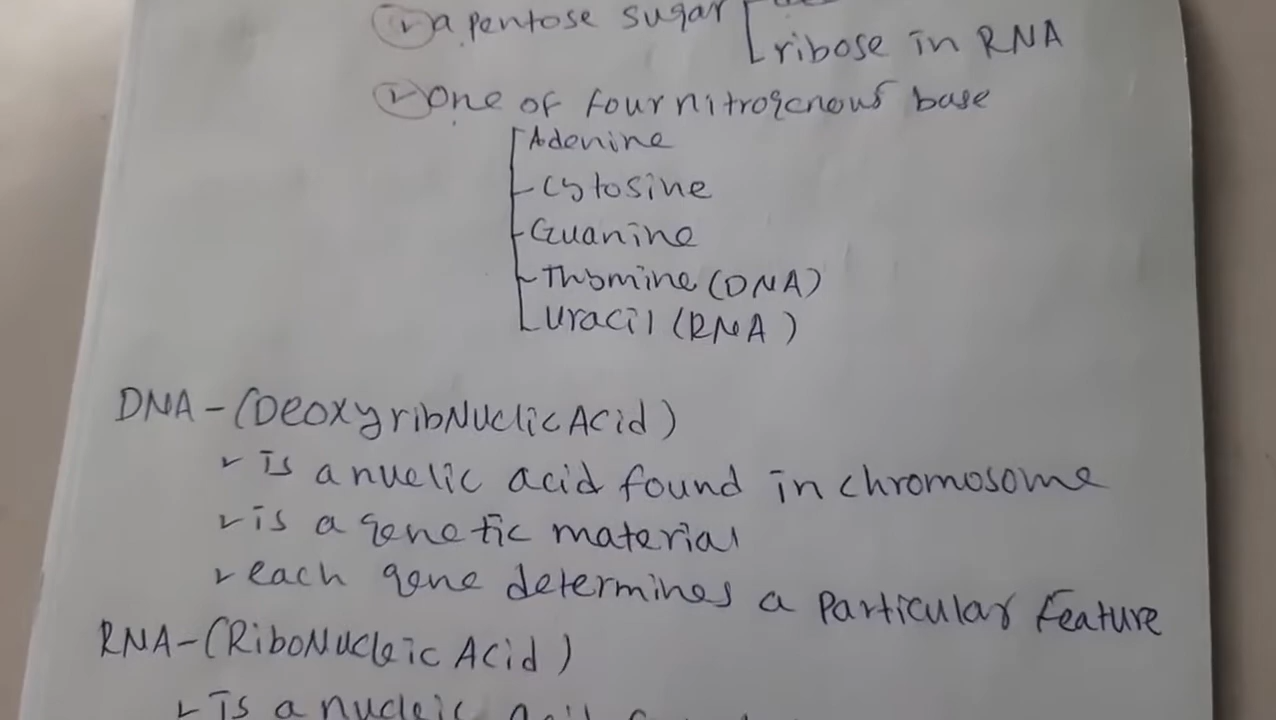 a pentose sugar
ribose in RNA
One of four nitrogenous base
Adenine
Cytosine
Guanine
Thymine (DNA)
uracil (RNA)
DNA - (DeoxyribNuclicAcid)
is a nuelic acid found in chromosome
is a genetic material
each gene determines a particular feature
RNA - (RiboNucleic Acid)
is a nucleic